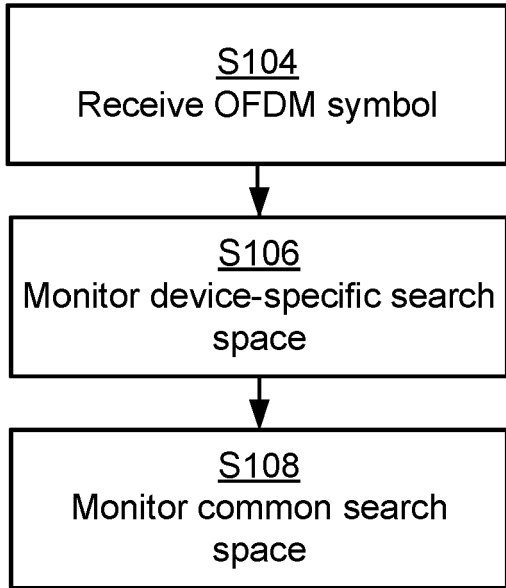 S104
Receive OFDM symbol
S106
Monitor device-specific search
space
S108
Monitor common search
space